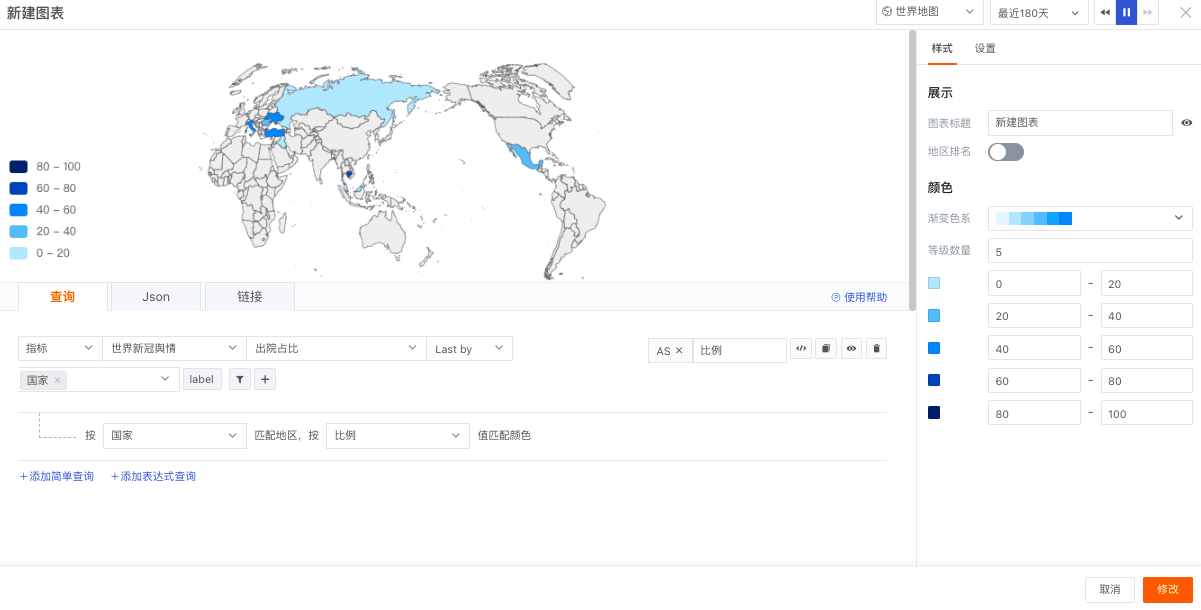 新建图表
世界地图
最近180天
样式 设置
展示
图表标题 新建图表
地区排名
颜色
渐变色系
等级数量 5
0 - 20
20 - 40
40 - 60
60 - 80
80 - 100
80 – 100
60 – 80
40 – 60
20 – 40
0 – 20
查询 Json 链接 使用帮助
指标 世界新冠舆情 出院占比 Last by AS × 比例
国家 × label
按 国家 匹配地区，按 比例 值匹配颜色
+添加简单查询 +添加表达式查询
取消 修改